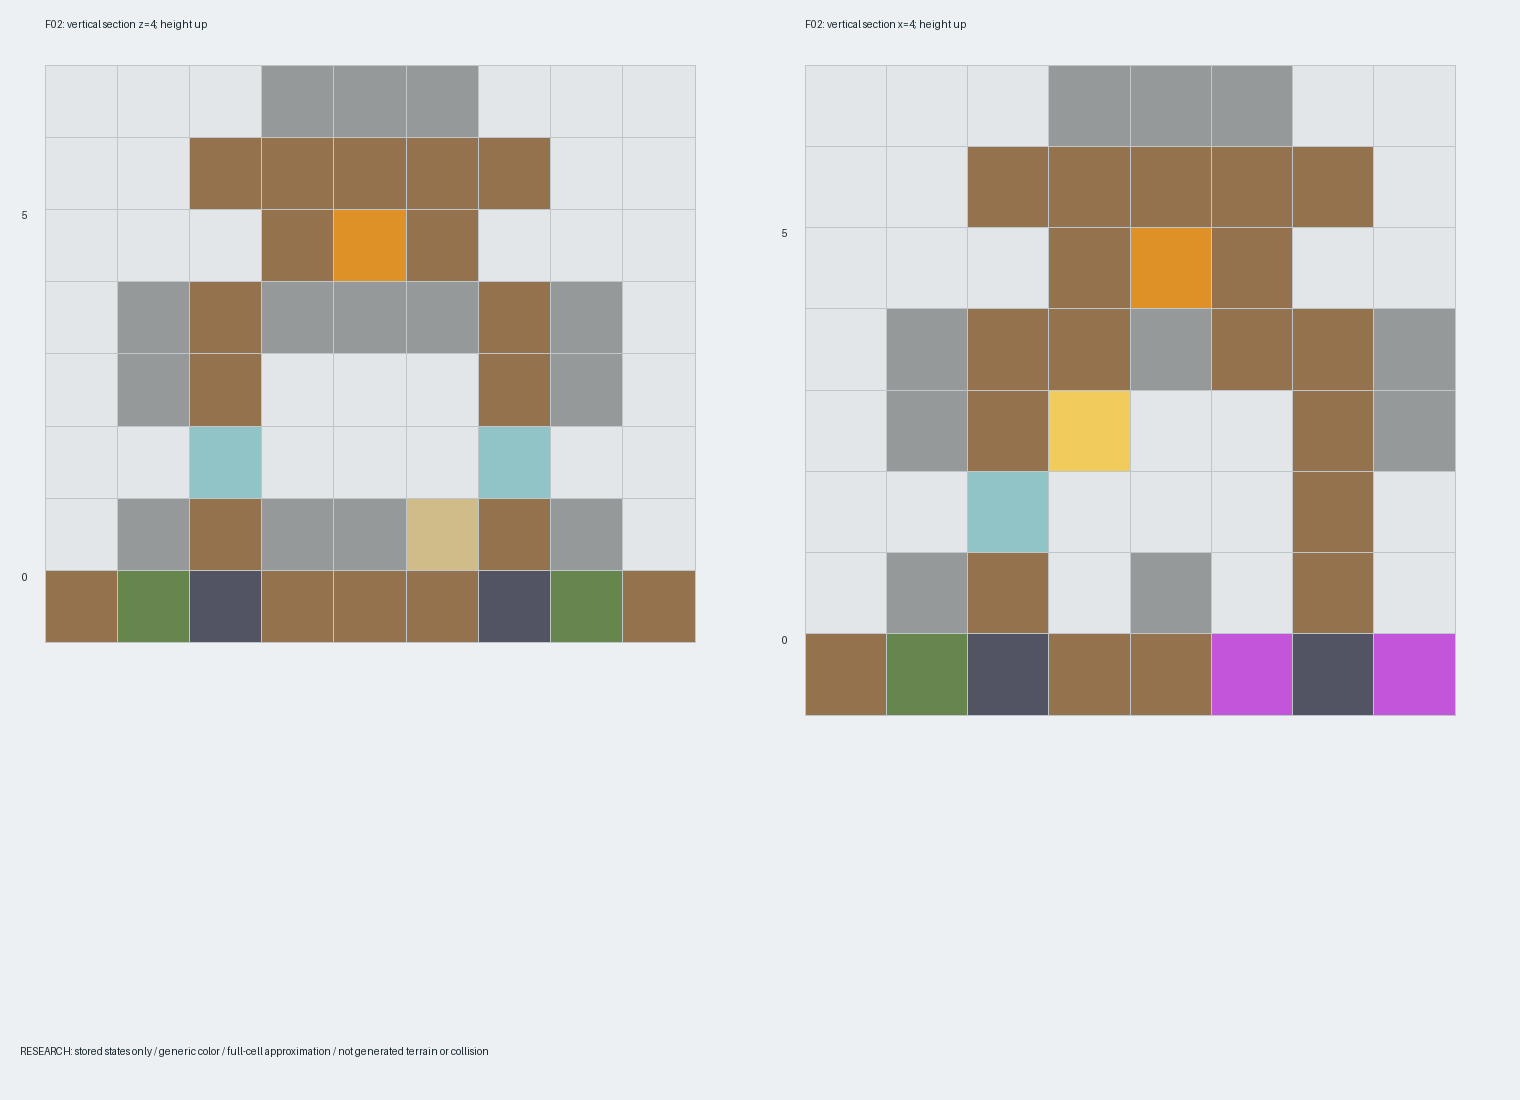 F02: vertical section z=4; height up
F02: vertical section x=4; height up
5
0
5
0
RESEARCH: stored states only / generic color / full-cell approximation / not generated terrain or collision